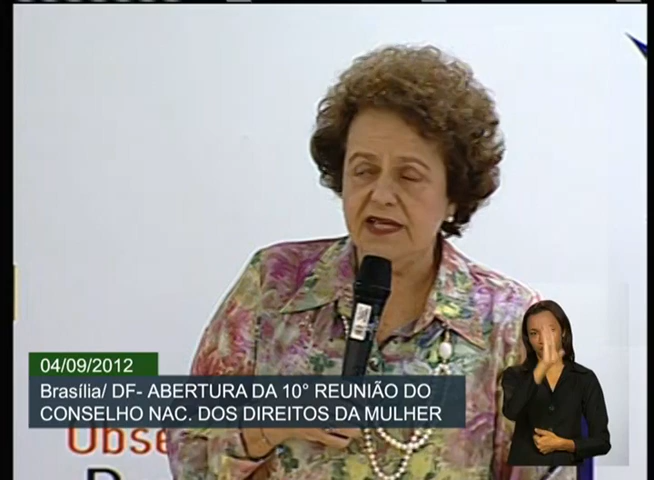 04/09/2012
Brasília/ DF- ABERTURA DA 10° REUNIÃO DO
CONSELHO NAC. DOS DIREITOS DA MULHER
Obse